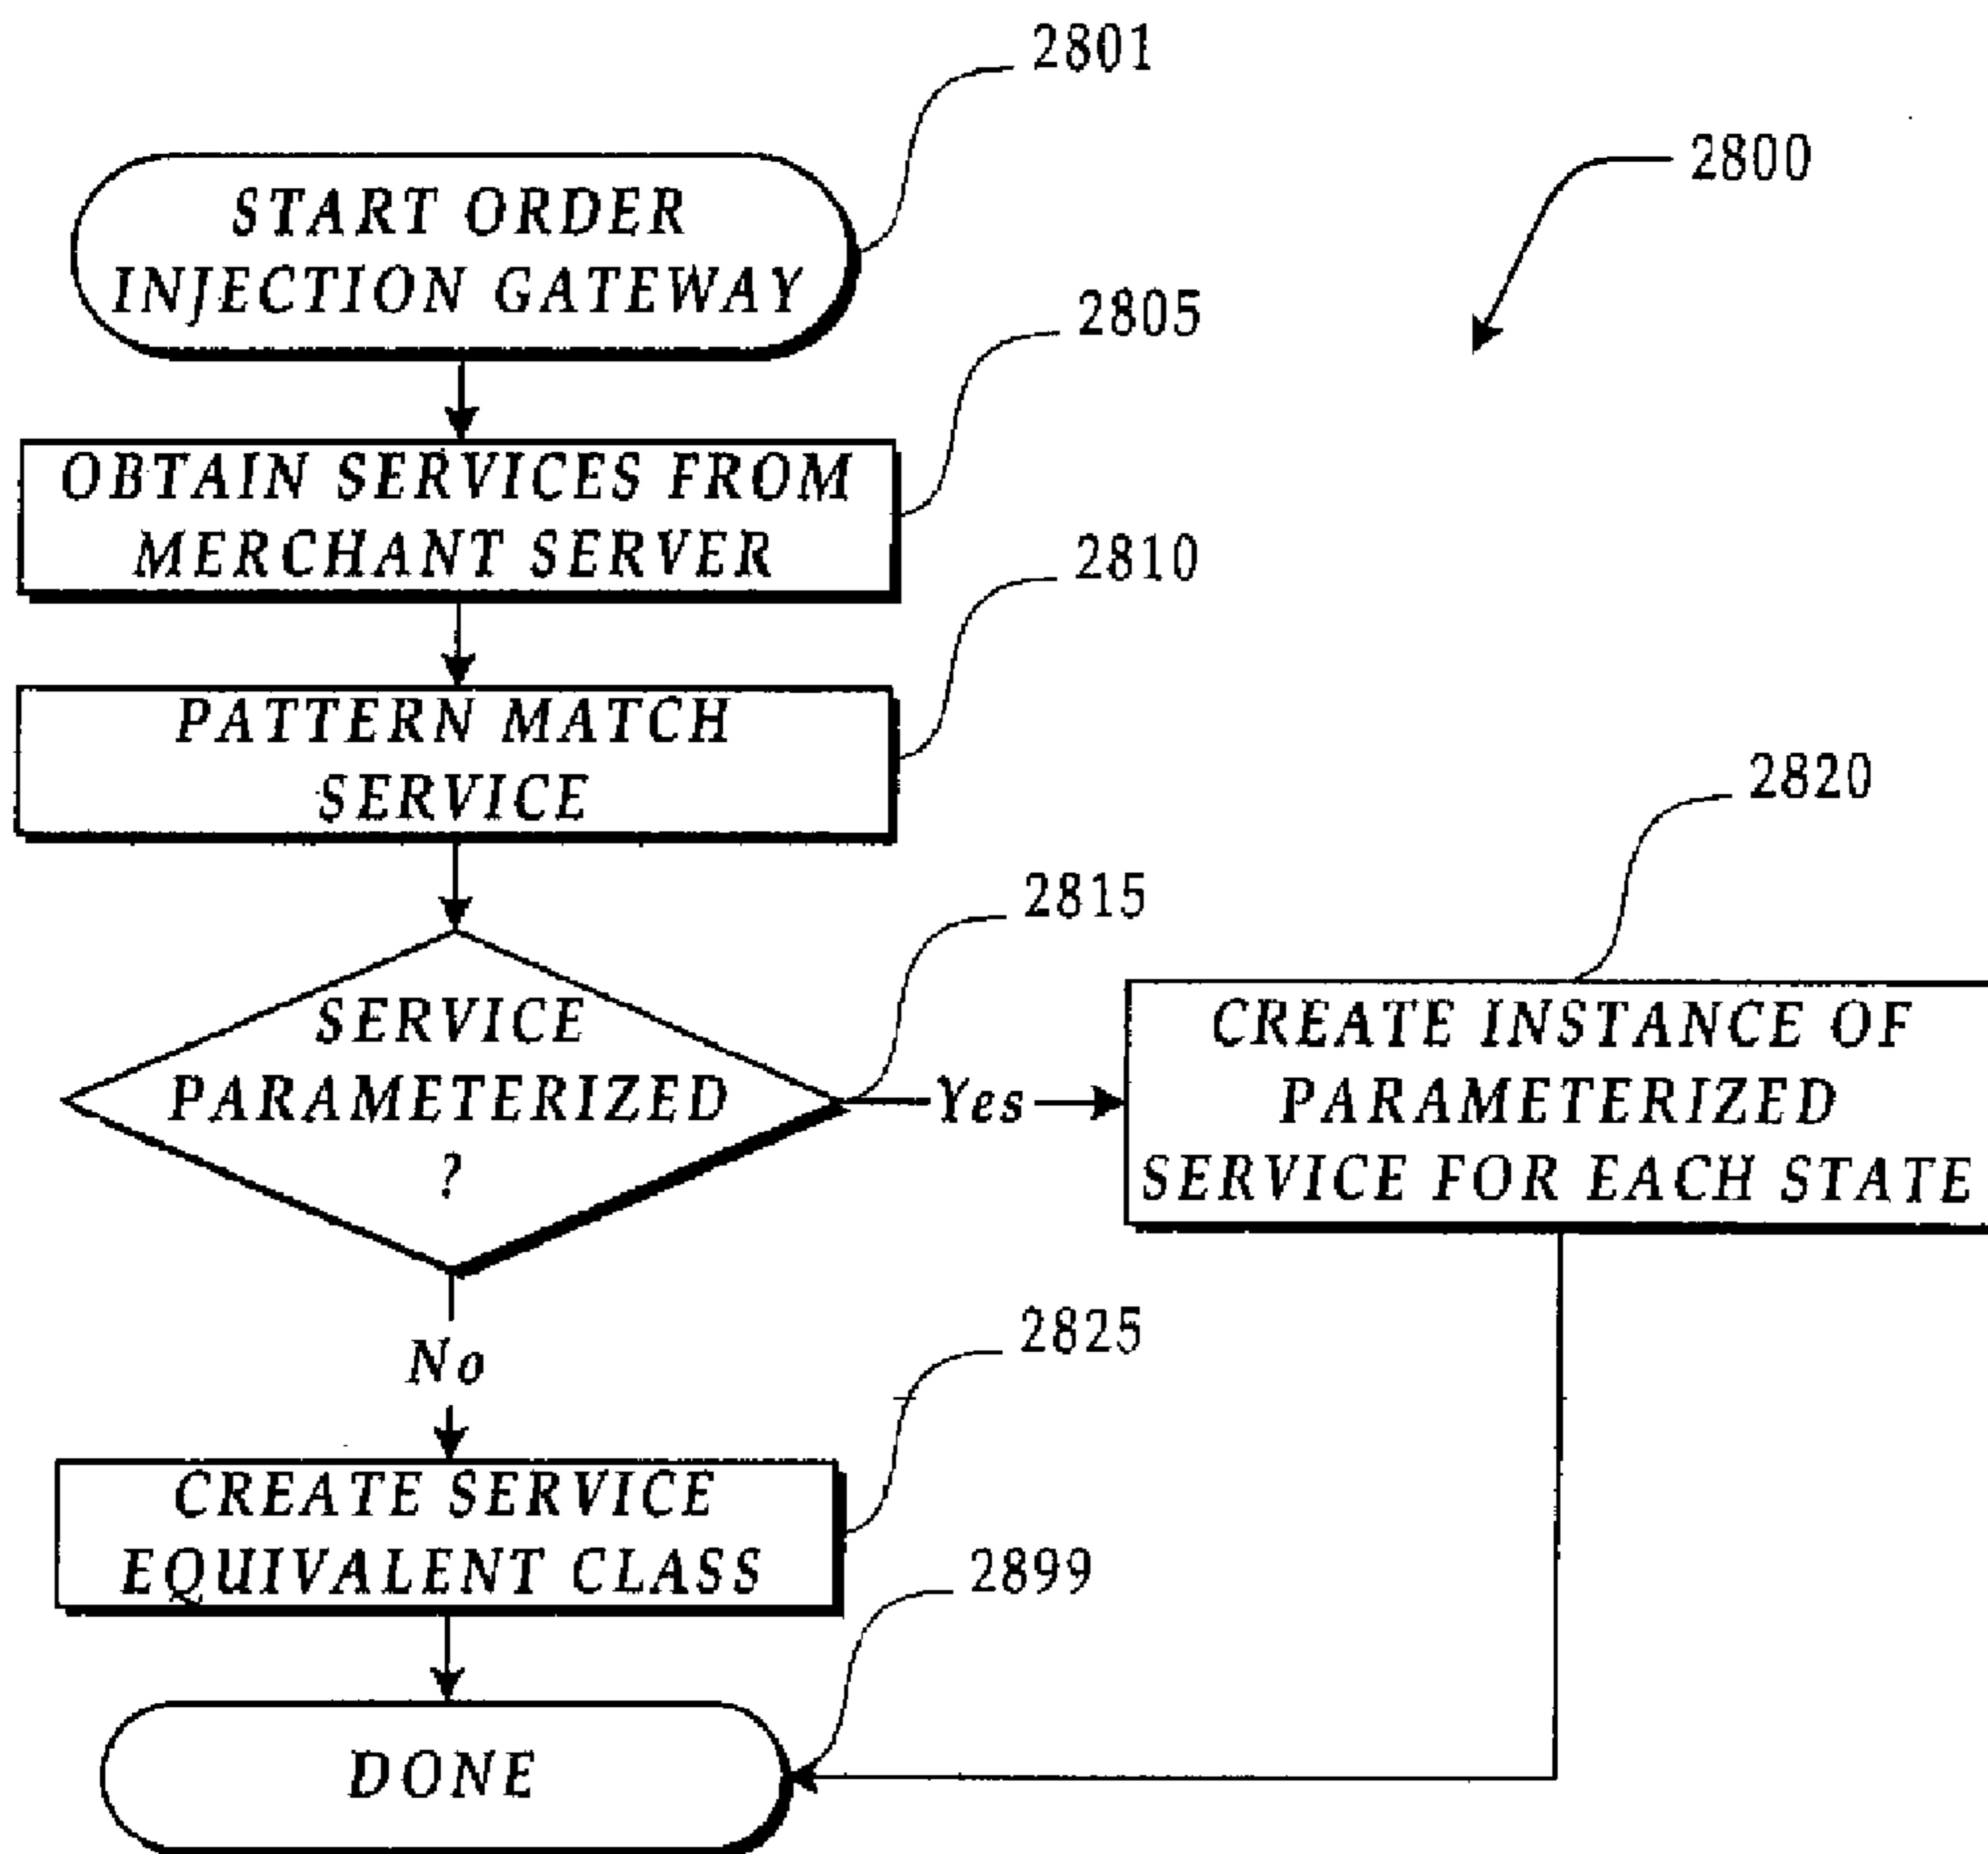 2801
2800
START ORDER
INJECTION GATEWAY
2805
OBTAIN SERVICES FROM
MERCHANT SERVER
2810
PATTERN MATCH
SERVICE
2815
2820
SERVICE
PARAMETERIZED
?
Yes
CREATE INSTANCE OF
PARAMETERIZED
SERVICE FOR EACH STATE
No
2825
CREATE SERVICE
EQUIVALENT CLASS
2899
DONE